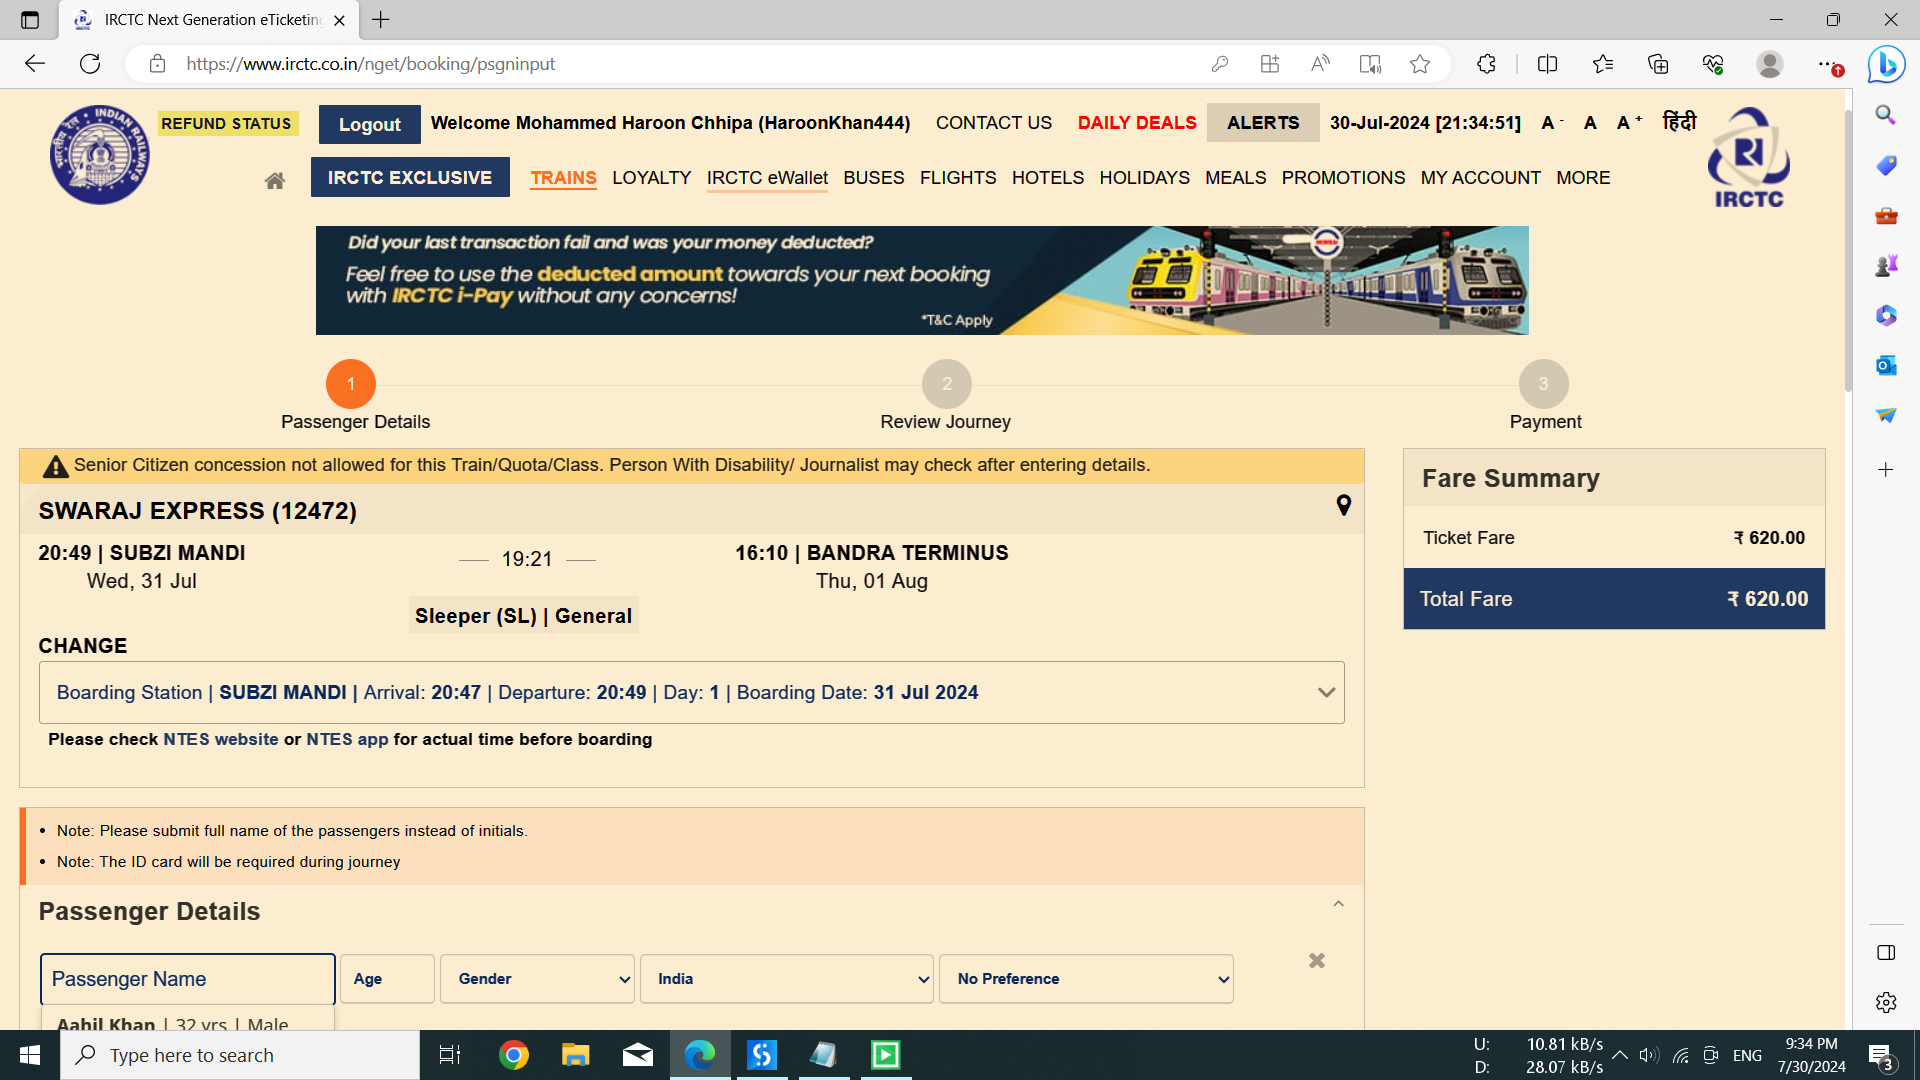 IRCTC Next Generation eTicketing
https://www.irctc.co.in/nget/booking/psgninput
INDIAN RAILWAYS
भारतीय रेल
REFUND STATUS
Logout
Welcome Mohammed Haroon Chhipa (HaroonKhan444)
CONTACT US
DAILY DEALS
ALERTS
30-Jul-2024 [21:34:51]
A -
A
A +
हिंदी
IRCTC EXCLUSIVE
TRAINS
LOYALTY
IRCTC eWallet
BUSES
FLIGHTS
HOTELS
HOLIDAYS
MEALS
PROMOTIONS
MY ACCOUNT
MORE
IRCTC
Did your last transaction fail and was your money deducted?
Feel free to use the deducted amount towards your next booking
with IRCTC i-Pay without any concerns!
*T&C Apply
1
2
3
Passenger Details
Review Journey
Payment
Senior Citizen concession not allowed for this Train/Quota/Class. Person With Disability/ Journalist may check after entering details.
SWARAJ EXPRESS (12472)
20:49 | SUBZI MANDI
19:21
16:10 | BANDRA TERMINUS
Wed, 31 Jul
Thu, 01 Aug
Sleeper (SL) | General
CHANGE
Boarding Station | SUBZI MANDI | Arrival: 20:47 | Departure: 20:49 | Day: 1 | Boarding Date: 31 Jul 2024
Please check NTES website or NTES app for actual time before boarding
Fare Summary
Ticket Fare ₹ 620.00
Total Fare ₹ 620.00
• Note: Please submit full name of the passengers instead of initials.
• Note: The ID card will be required during journey
Passenger Details
Passenger Name
Age
Gender
India
No Preference
Aahil Khan | 32 yrs | Male
Type here to search
U: 10.81 kB/s
D: 28.07 kB/s
ENG
9:34 PM
7/30/2024
3